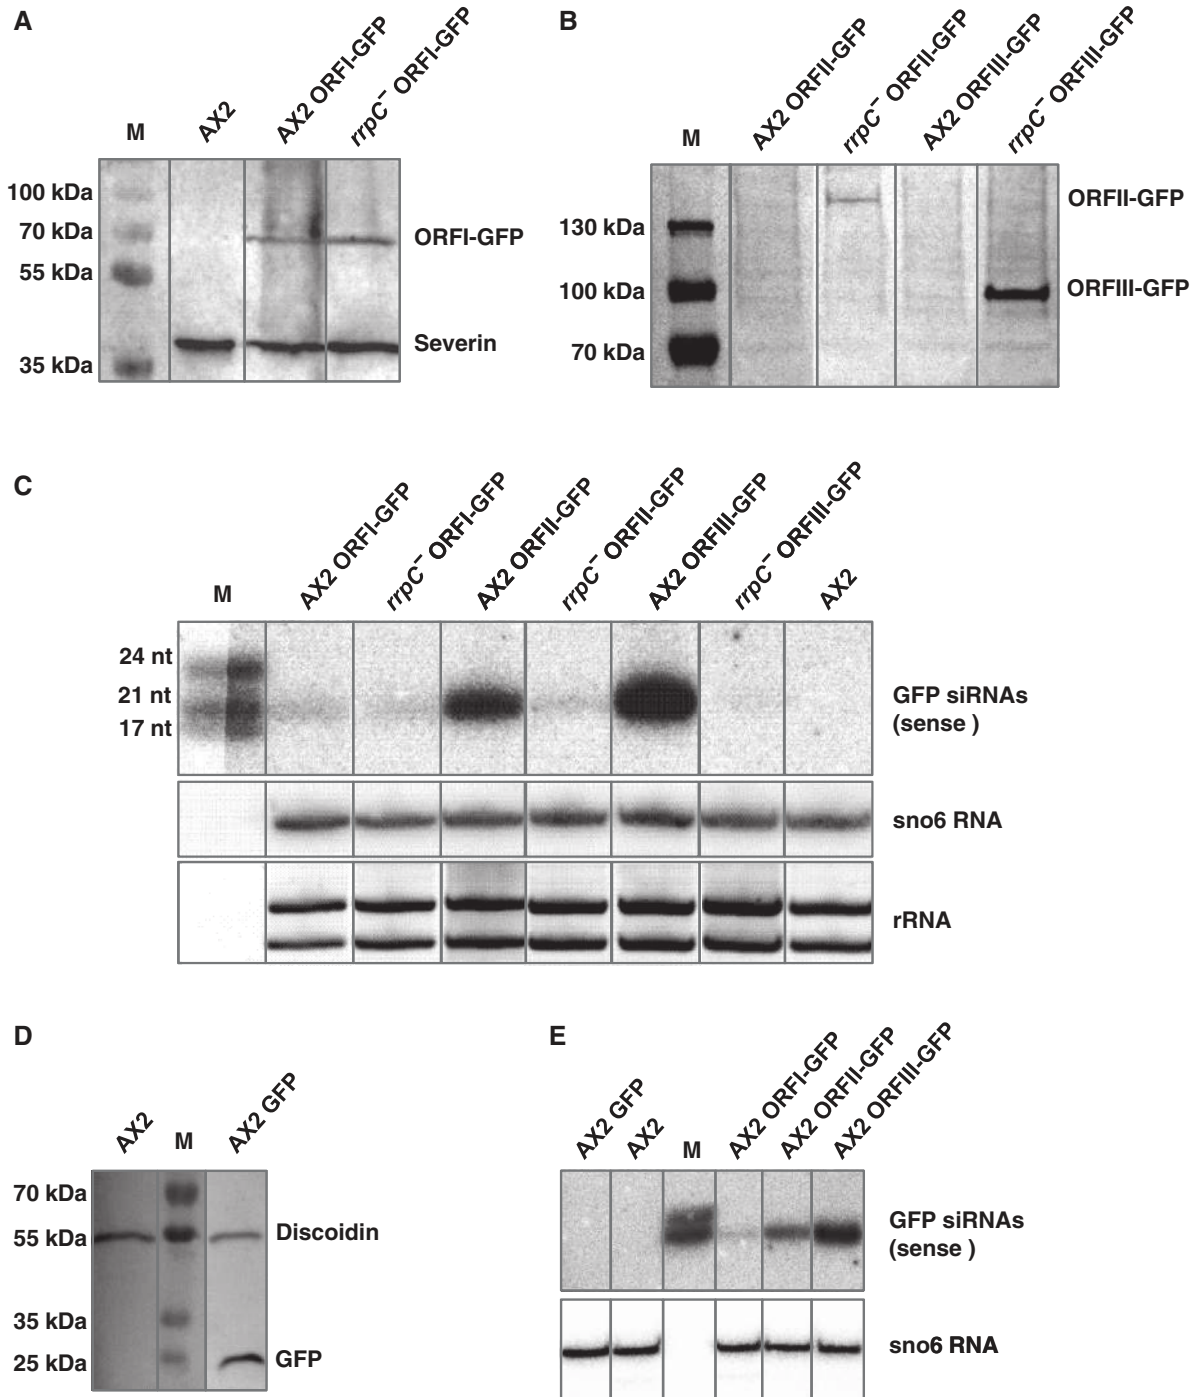 A
M
AX2
AX2 ORFI-GFP
rrpC⁻ ORFI-GFP
100 kDa
70 kDa
55 kDa
35 kDa
ORFI-GFP
Severin
B
M
AX2 ORFII-GFP
rrpC⁻ ORFII-GFP
AX2 ORFIII-GFP
rrpC⁻ ORFIII-GFP
130 kDa
100 kDa
70 kDa
ORFII-GFP
ORFIII-GFP
C
M
AX2 ORFI-GFP
rrpC⁻ ORFI-GFP
AX2 ORFII-GFP
rrpC⁻ ORFII-GFP
AX2 ORFIII-GFP
rrpC⁻ ORFIII-GFP
AX2
24 nt
21 nt
17 nt
GFP siRNAs
(sense )
sno6 RNA
rRNA
D
AX2
M
AX2 GFP
70 kDa
55 kDa
35 kDa
25 kDa
Discoidin
GFP
E
AX2 GFP
AX2
M
AX2 ORFI-GFP
AX2 ORFII-GFP
AX2 ORFIII-GFP
GFP siRNAs
(sense )
sno6 RNA